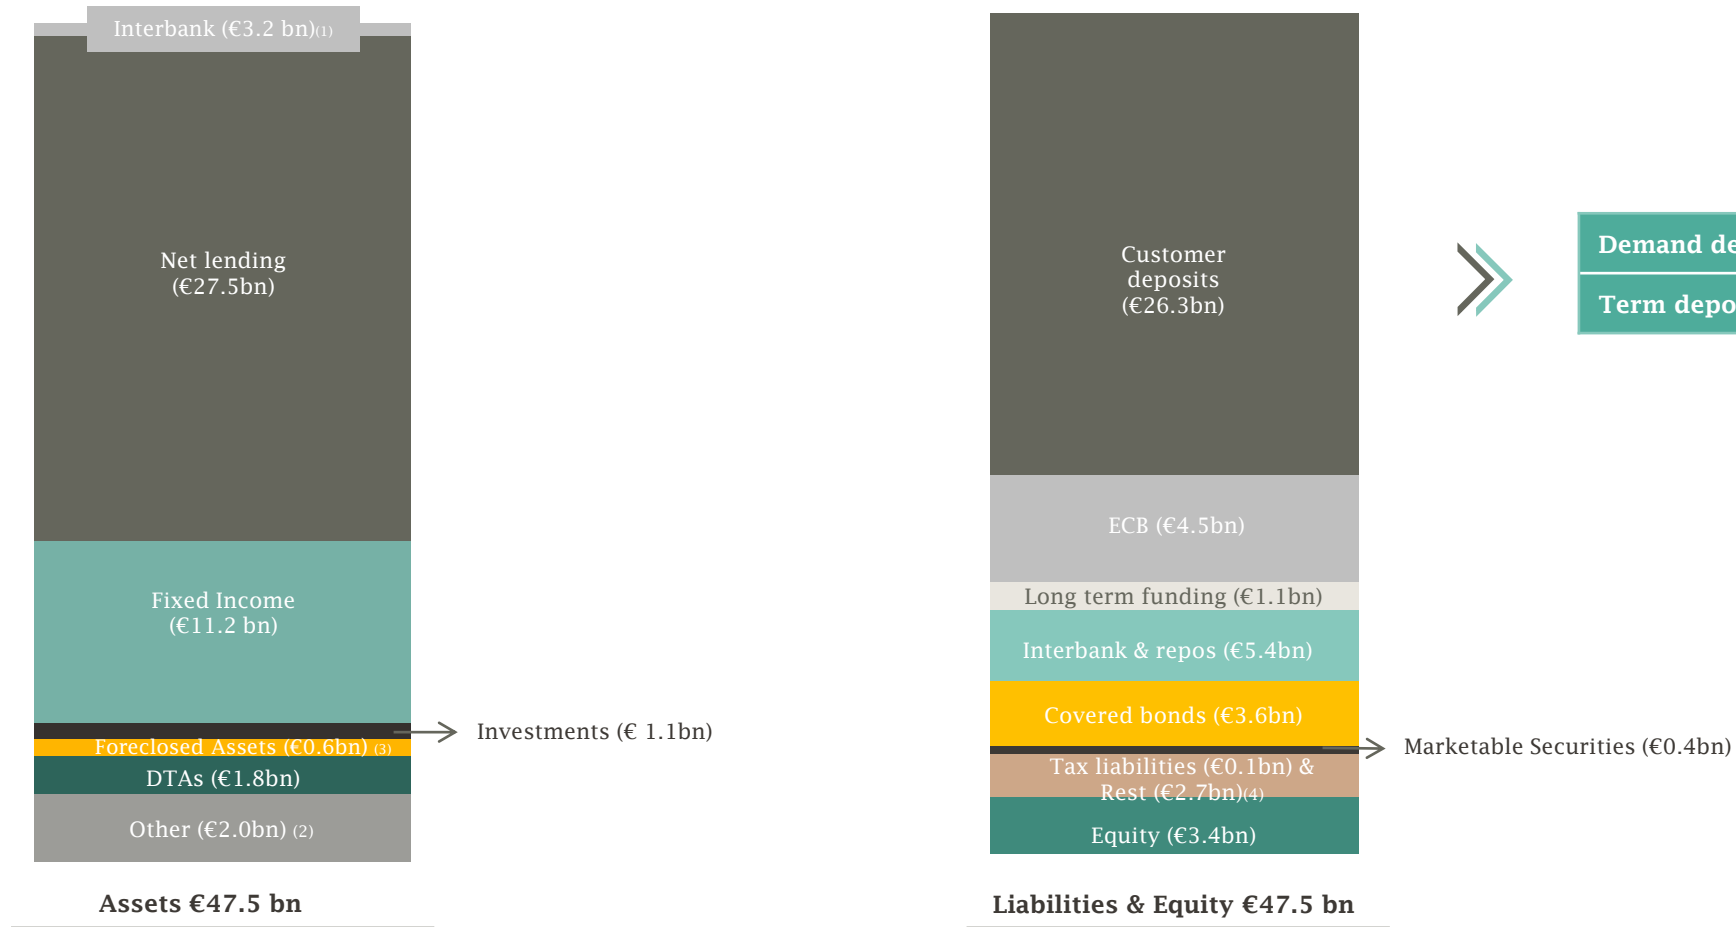 Interbank (€3.2 bn)(1)
Net lending
(€27.5bn)
Fixed Income
(€11.2 bn)
Investments (€ 1.1bn)
Foreclosed Assets (€0.6bn) (3)
DTAs (€1.8bn)
Other (€2.0bn) (2)
Assets €47.5 bn
Customer
deposits
(€26.3bn)
ECB (€4.5bn)
Long term funding (€1.1bn)
Interbank & repos (€5.4bn)
Covered bonds (€3.6bn)
Marketable Securities (€0.4bn)
Tax liabilities (€0.1bn) &
Rest (€2.7bn)(4)
Equity (€3.4bn)
Liabilities & Equity €47.5 bn
Demand
Term